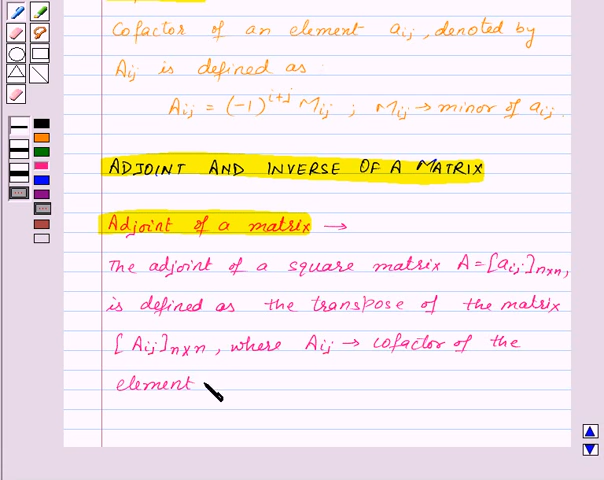 Cofactor of an element aij, denoted by
Aij is defined as :
Aij = (-1)^i+j Mij ; Mij → minor of aij.
ADJOINT AND INVERSE OF A MATRIX
Adjoint of a matrix →
The adjoint of a square matrix A = [aij]n×n,
is defined as the transpose of the matrix
[Aij]n×n, where Aij → cofactor of the
element